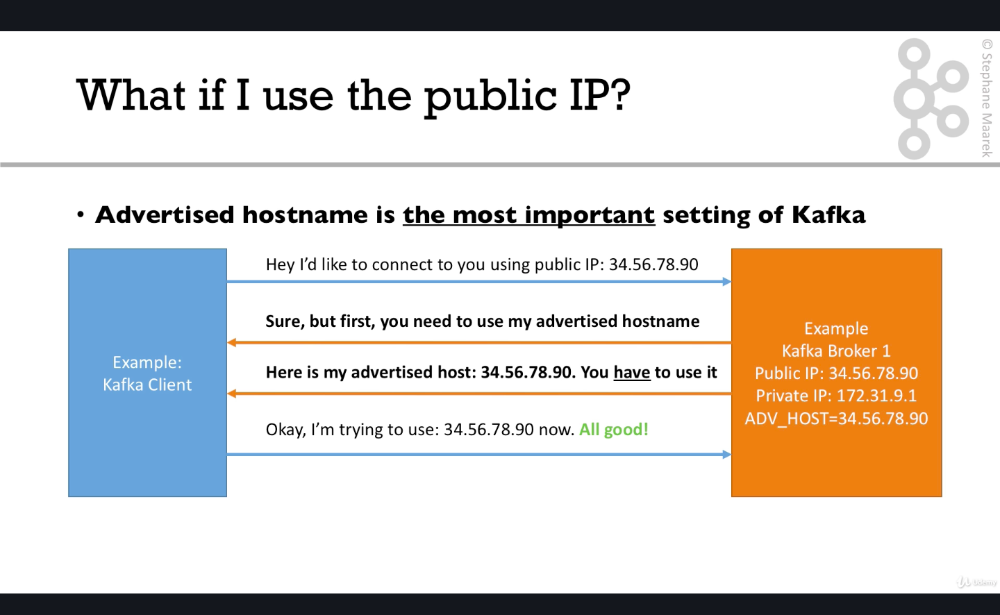 What if I use the public IP?
© Stephane Maarek
• Advertised hostname is the most important setting of Kafka
Hey I’d like to connect to you using public IP: 34.56.78.90
Sure, but first, you need to use my advertised hostname
Here is my advertised host: 34.56.78.90. You have to use it
Okay, I’m trying to use: 34.56.78.90 now. All good!
Example:
Kafka Client
Example
Kafka Broker 1
Public IP: 34.56.78.90
Private IP: 172.31.9.1
ADV_HOST=34.56.78.90
Udemy